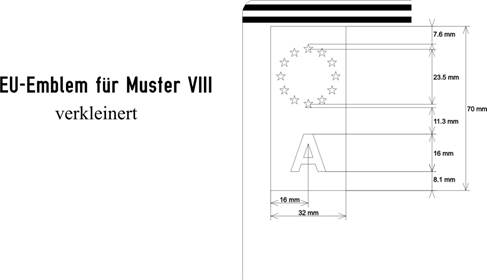 EU-Emblem für Muster VIII
verkleinert
7.6 mm
23.5 mm
70 mm
11.3 mm
A
16 mm
8.1 mm
16 mm
32 mm